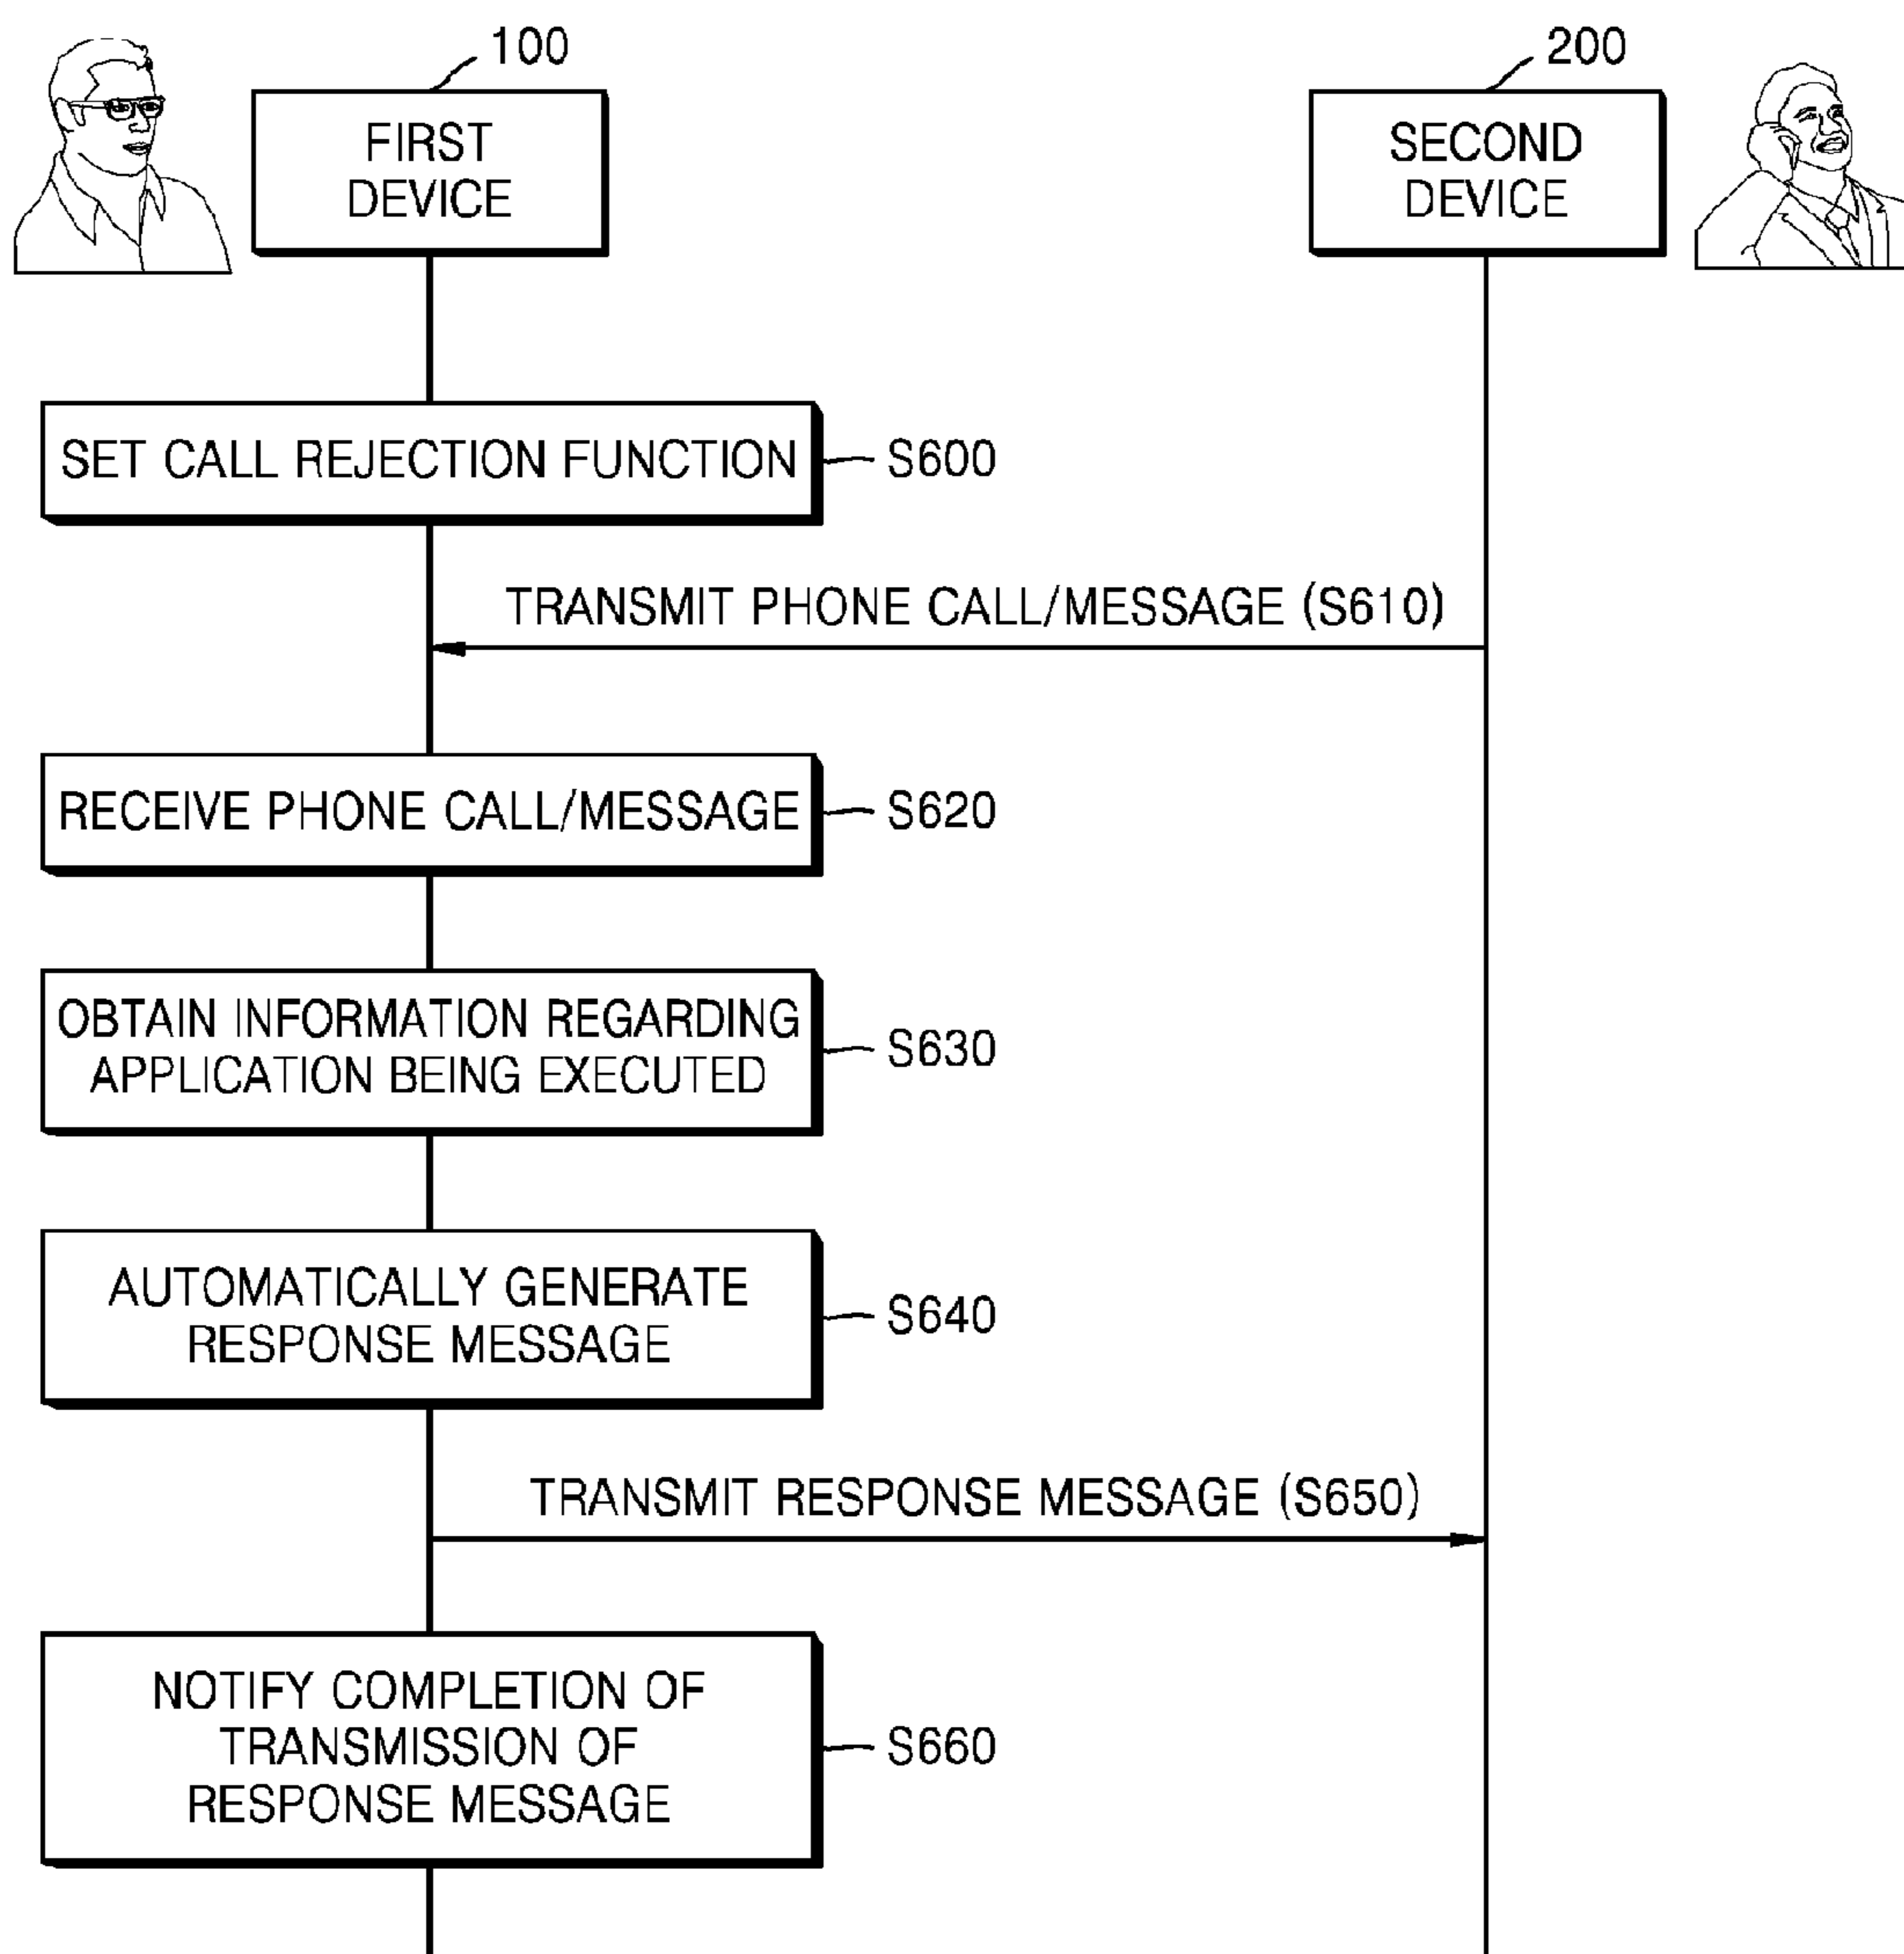 100
200
FIRST
DEVICE
SECOND
DEVICE
SET CALL REJECTION FUNCTION
S600
TRANSMIT PHONE CALL/MESSAGE (S610)
RECEIVE PHONE CALL/MESSAGE
S620
OBTAIN INFORMATION REGARDING
APPLICATION BEING EXECUTED
S630
AUTOMATICALLY GENERATE
RESPONSE MESSAGE
S640
TRANSMIT RESPONSE MESSAGE (S650)
NOTIFY COMPLETION OF
TRANSMISSION OF
RESPONSE MESSAGE
S660